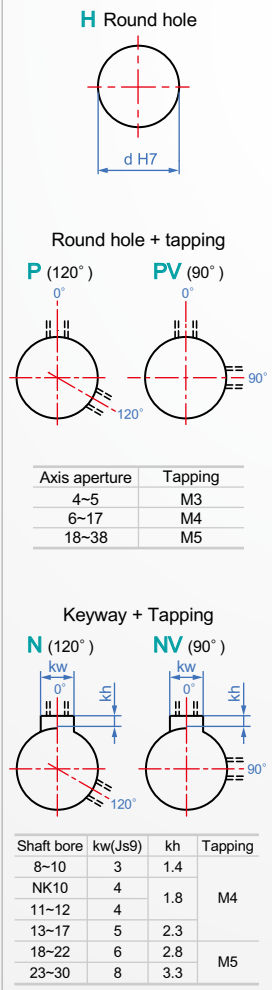 H Round hole
d H7
Round hole + tapping
P (120°) PV (90°)
0° 0°
90°
120°
Axis aperture Tapping
4~5 M3
6~17 M4
18~38 M5
Keyway + Tapping
N (120°) NV (90°)
kw kw
0° kh 0° kh
90°
120°
Shaft bore kw(Js9) kh Tapping
8~10 3 1.4
NK10 4
1.8 M4
11~12 4
13~17 5 2.3
18~22 6 2.8
M5
23~30 8 3.3